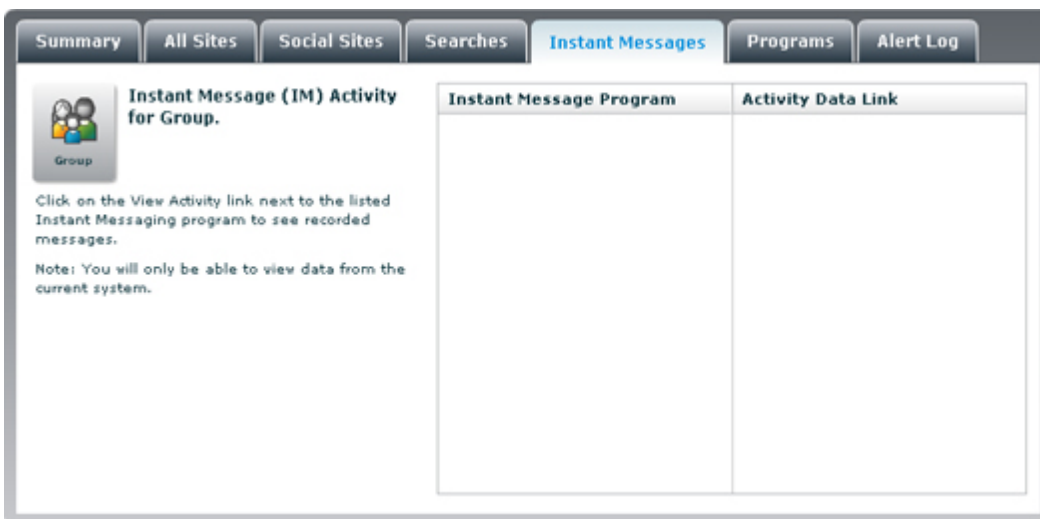 Summary
All Sites
Social Sites
Searches
Instant Messages
Programs
Alert Log
Group
Instant Message (IM) Activity
for Group.
Click on the View Activity link next to the listed
Instant Messaging program to see recorded
messages.
Note: You will only be able to view data from the
current system.
Instant Message Program
Activity Data Link